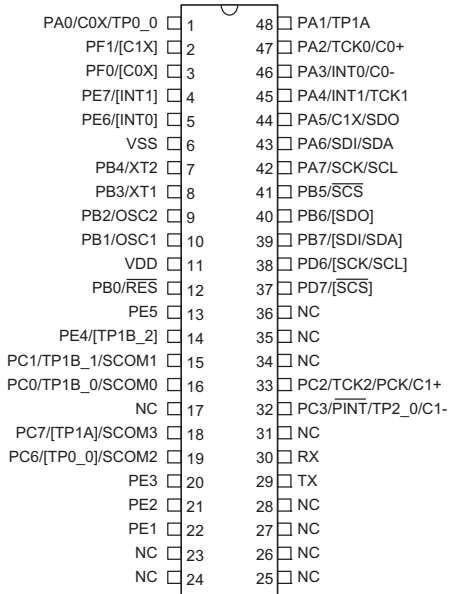 PA0/C0X/TP0_0 1 48 PA1/TP1A
PF1/[C1X] 2 47 PA2/TCK0/C0+
PF0/[C0X] 3 46 PA3/INT0/C0-
PE7/[INT1] 4 45 PA4/INT1/TCK1
PE6/[INT0] 5 44 PA5/C1X/SDO
VSS 6 43 PA6/SDI/SDA
PB4/XT2 7 42 PA7/SCK/SCL
PB3/XT1 8 41 PB5/SCS
PB2/OSC2 9 40 PB6/[SDO]
PB1/OSC1 10 39 PB7/[SDI/SDA]
VDD 11 38 PD6/[SCK/SCL]
PB0/RES 12 37 PD7/[SCS]
PE5 13 36 NC
PE4/[TP1B_2] 14 35 NC
PC1/TP1B_1/SCOM1 15 34 NC
PC0/TP1B_0/SCOM0 16 33 PC2/TCK2/PCK/C1+
NC 17 32 PC3/PINT/TP2_0/C1-
PC7/[TP1A]/SCOM3 18 31 NC
PC6/[TP0_0]/SCOM2 19 30 RX
PE3 20 29 TX
PE2 21 28 NC
PE1 22 27 NC
NC 23 26 NC
NC 24 25 NC